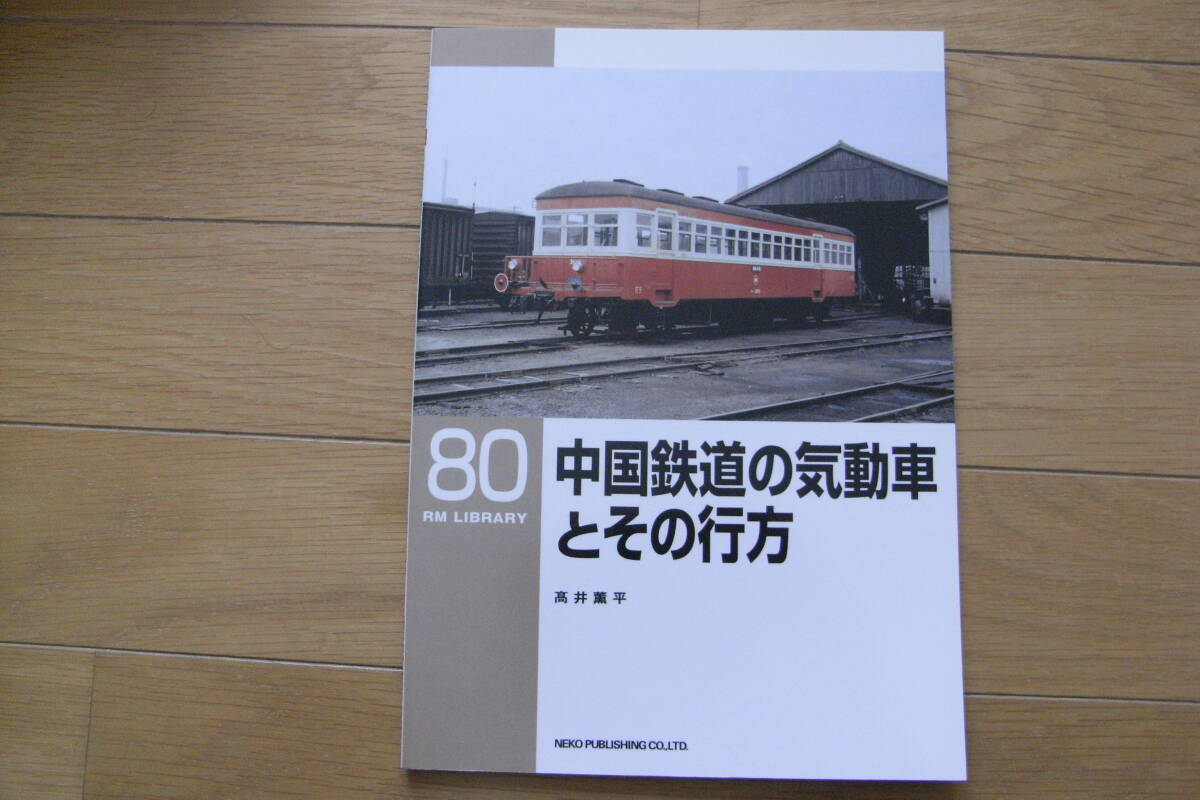 80
RM LIBRARY
中国鉄道の気動車
とその行方
髙井薫平
NEKO PUBLISHING CO.,LTD.